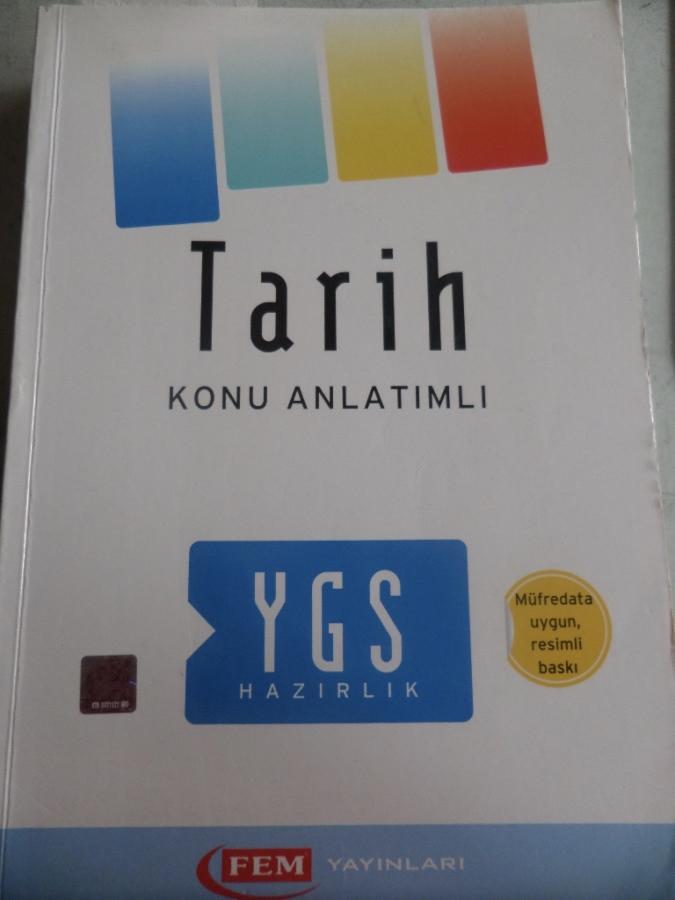 Tarih
KONU ANLATIMLI
YGS
HAZIRLIK
Müfredata
uygun,
resimli
baskı
FEM YAYINLARI